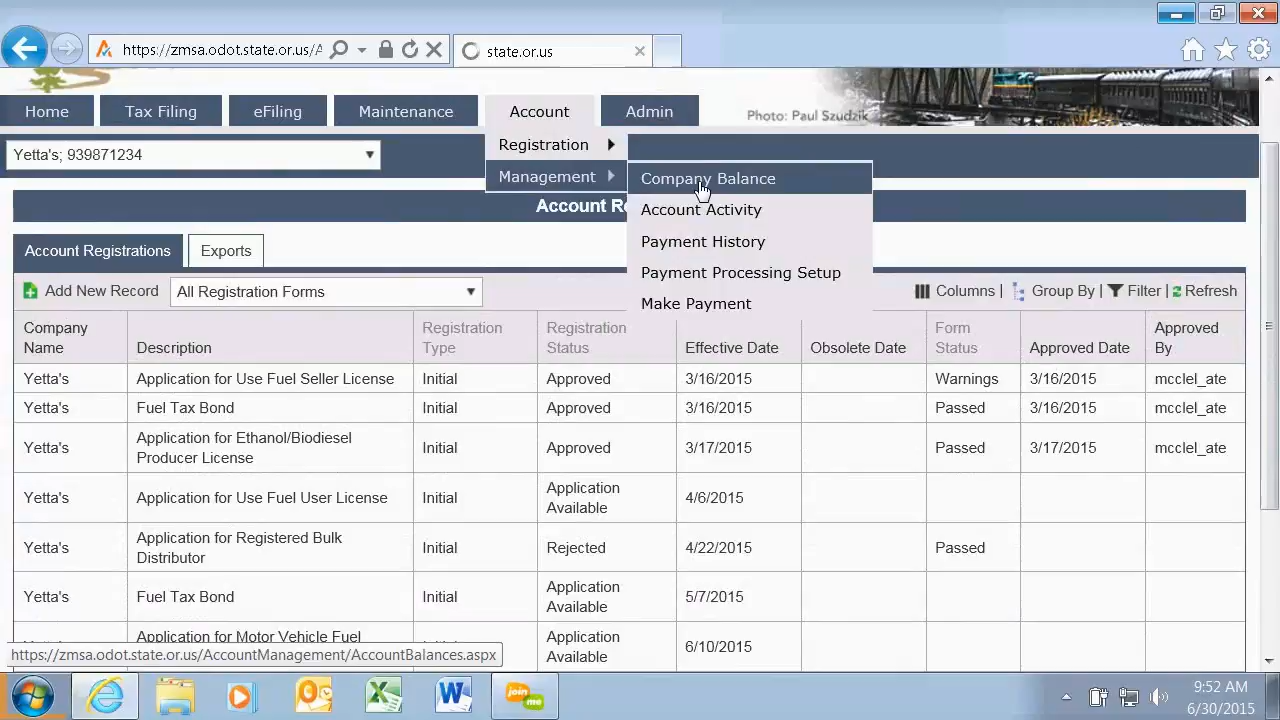 https://zmsa.odot.state.or.us/A
state.or.us
Home
Tax Filing
eFiling
Maintenance
Account
Admin
Photo: Paul Szudzik
Registration
Yetta's; 939871234
Management
Company Balance
Account Re
Account Activity
Payment History
Payment Processing Setup
Make Payment
Account Registrations
Exports
Add New Record
All Registration Forms
Columns |
Group By |
Filter |
Refresh
Company Name Description Registration Type Registration Status Effective Date Obsolete Date Form Status Approved Date Approved By
Yetta's Application for Use Fuel Seller License Initial Approved 3/16/2015 Warnings 3/16/2015 mcclel_ate
Yetta's Fuel Tax Bond Initial Approved 3/16/2015 Passed 3/16/2015 mcclel_ate
Yetta's Application for Ethanol/Biodiesel Producer License Initial Approved 3/17/2015 Passed 3/17/2015 mcclel_ate
Yetta's Application for Use Fuel User License Initial Application Available 4/6/2015
Yetta's Application for Registered Bulk Distributor Initial Rejected 4/22/2015 Passed
Yetta's Fuel Tax Bond Initial Application Available 5/7/2015
Application for Motor Vehicle Fuel Application Available 6/10/2015
https://zmsa.odot.state.or.us/AccountManagement/AccountBalances.aspx
join
me
9:52 AM
6/30/2015